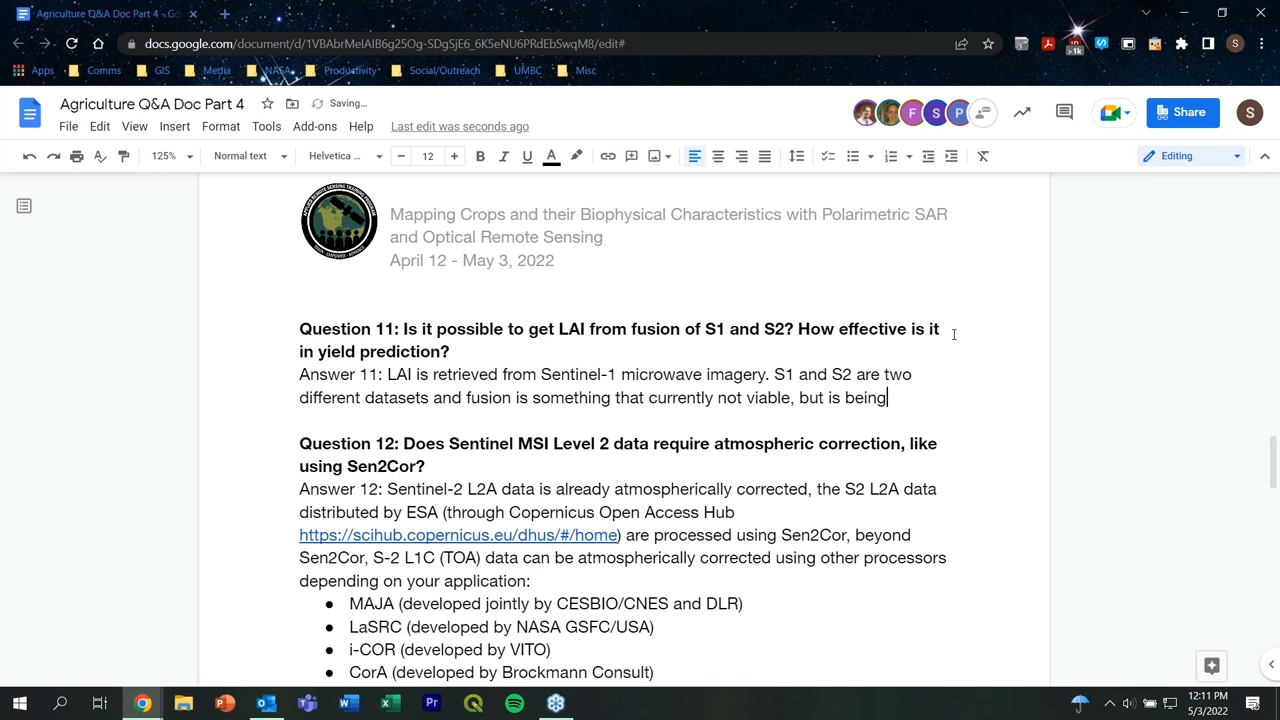 Agriculture Q&A Doc Part 4 - Go
docs.google.com/document/d/1VBAbrMeIAIB6g25Og-SDgSjE6_6K5eNU6PRdEbSwqM8/edit#
>1k
S
Apps Comms GIS Media NASA Productivity Social/Outreach UMBC Misc
Agriculture Q&A Doc Part 4 Saving...
F S P Share S
File Edit View Insert Format Tools Add-ons Help Last edit was seconds ago
125% Normal text Helvetica ... 12 B I U A Editing
Mapping Crops and their Biophysical Characteristics with Polarimetric SAR
and Optical Remote Sensing
April 12 - May 3, 2022
Question 11: Is it possible to get LAI from fusion of S1 and S2? How effective is it
in yield prediction?
Answer 11: LAI is retrieved from Sentinel-1 microwave imagery. S1 and S2 are two
different datasets and fusion is something that currently not viable, but is being
Question 12: Does Sentinel MSI Level 2 data require atmospheric correction, like
using Sen2Cor?
Answer 12: Sentinel-2 L2A data is already atmospherically corrected, the S2 L2A data
distributed by ESA (through Copernicus Open Access Hub
https://scihub.copernicus.eu/dhus/#/home) are processed using Sen2Cor, beyond
Sen2Cor, S-2 L1C (TOA) data can be atmospherically corrected using other processors
depending on your application:
● MAJA (developed jointly by CESBIO/CNES and DLR)
● LaSRC (developed by NASA GSFC/USA)
● i-COR (developed by VITO)
● CorA (developed by Brockmann Consult)
12:11 PM
5/3/2022